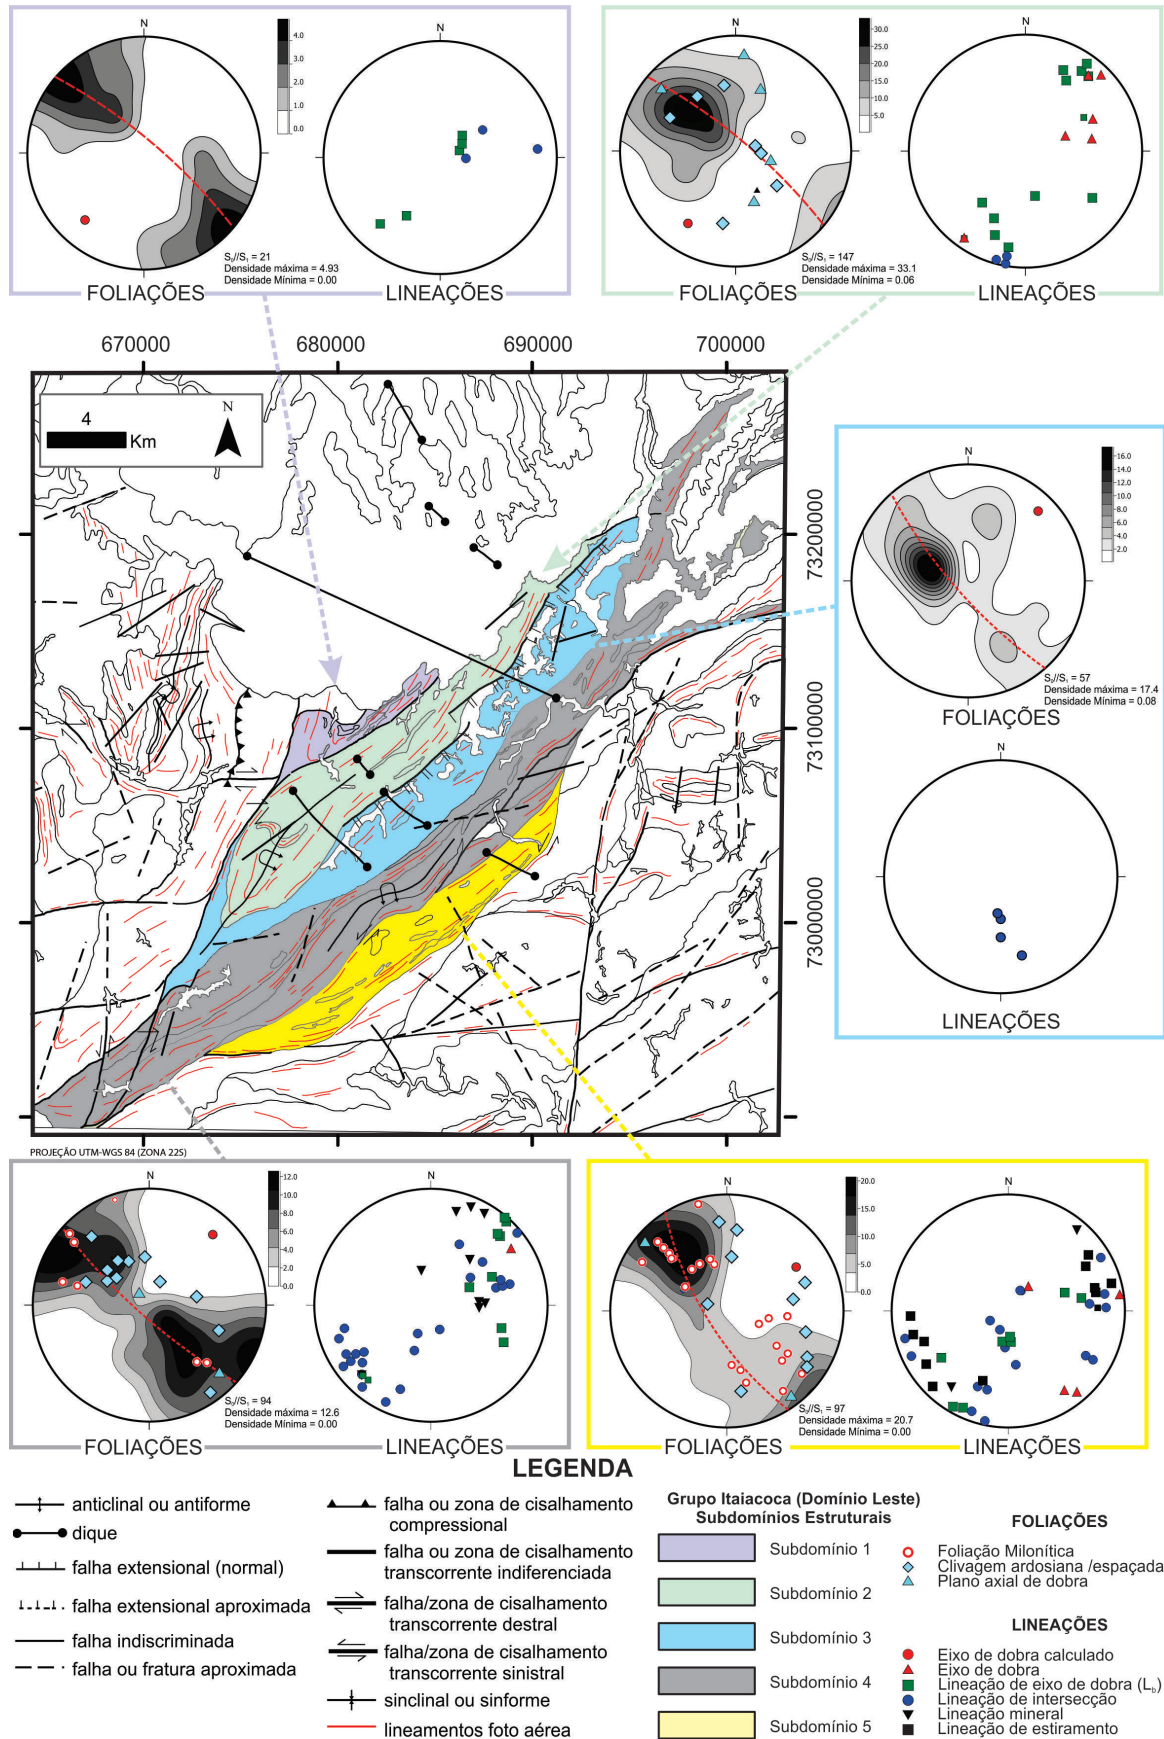 N
N
4.0
3.0
2.0
1.0
0.0
S₀//S₁ = 21
Densidade máxima = 4.93
Densidade Mínima = 0.00
FOLIAÇÕES
LINEAÇÕES
N
N
30.0
25.0
20.0
15.0
10.0
5.0
S₀//S₁ = 147
Densidade máxima = 33.1
Densidade Mínima = 0.06
FOLIAÇÕES
LINEAÇÕES
670000
680000
690000
700000
4
Km
N
7320000
7310000
7300000
PROJEÇÃO UTM-WGS 84 (ZONA 22S)
N
16.0
14.0
12.0
10.0
8.0
6.0
4.0
2.0
S₀//S₁ = 57
Densidade máxima = 17.4
Densidade Mínima = 0.08
FOLIAÇÕES
N
LINEAÇÕES
N
N
12.0
10.0
8.0
6.0
4.0
2.0
0.0
S₀//S₁ = 94
Densidade máxima = 12.6
Densidade Mínima = 0.00
FOLIAÇÕES
LINEAÇÕES
N
N
20.0
15.0
10.0
5.0
0.0
S₀//S₁ = 97
Densidade máxima = 20.7
Densidade Mínima = 0.00
FOLIAÇÕES
LINEAÇÕES
LEGENDA
anticlinal ou antiforme
dique
falha extensional (normal)
falha extensional aproximada
falha indiscriminada
falha ou fratura aproximada
falha ou zona de cisalhamento
compressional
falha ou zona de cisalhamento
transcorrente indiferenciada
falha/zona de cisalhamento
transcorrente destral
falha/zona de cisalhamento
transcorrente sinistral
sinclinal ou sinforme
lineamentos foto aérea
Grupo Itaiacoca (Domínio Leste)
Subdomínios Estruturais
Subdomínio 1
Subdomínio 2
Subdomínio 3
Subdomínio 4
Subdomínio 5
FOLIAÇÕES
Foliação Milonítica
Clivagem ardosiana /espaçada
Plano axial de dobra
LINEAÇÕES
Eixo de dobra calculado
Eixo de dobra
Lineação de eixo de dobra (Lb)
Lineação de intersecção
Lineação mineral
Lineação de estiramento